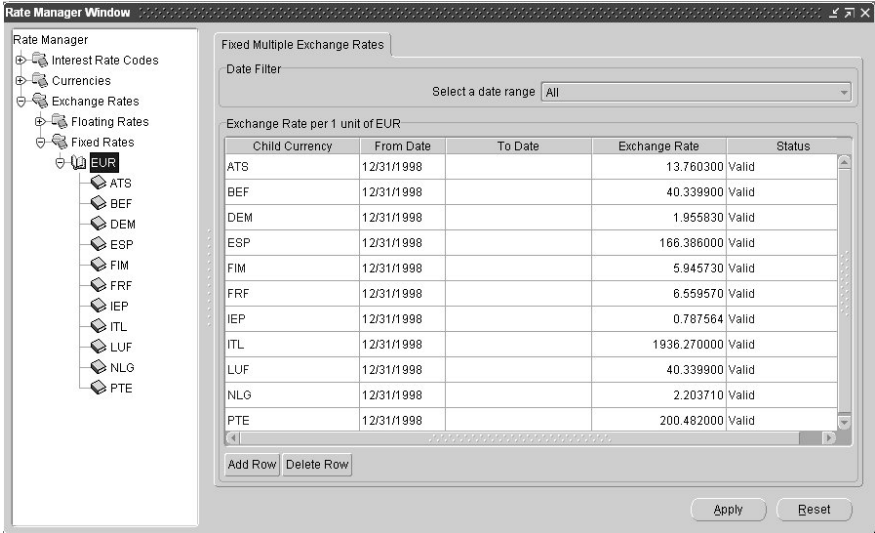 Rate Manager Window
Rate Manager
Interest Rate Codes
Currencies
Exchange Rates
Floating Rates
Fixed Rates
EUR
ATS
BEF
DEM
ESP
FIM
FRF
IEP
ITL
LUF
NLG
PTE
Fixed Multiple Exchange Rates
Date Filter
Select a date range All
Exchange Rate per 1 unit of EUR
Child Currency From Date To Date Exchange Rate Status
ATS 12/31/1998 13.760300 Valid
BEF 12/31/1998 40.339900 Valid
DEM 12/31/1998 1.955830 Valid
ESP 12/31/1998 166.386000 Valid
FIM 12/31/1998 5.945730 Valid
FRF 12/31/1998 6.559570 Valid
IEP 12/31/1998 0.787564 Valid
ITL 12/31/1998 1936.270000 Valid
LUF 12/31/1998 40.339900 Valid
NLG 12/31/1998 2.203710 Valid
PTE 12/31/1998 200.482000 Valid
Add Row Delete Row
Apply Reset